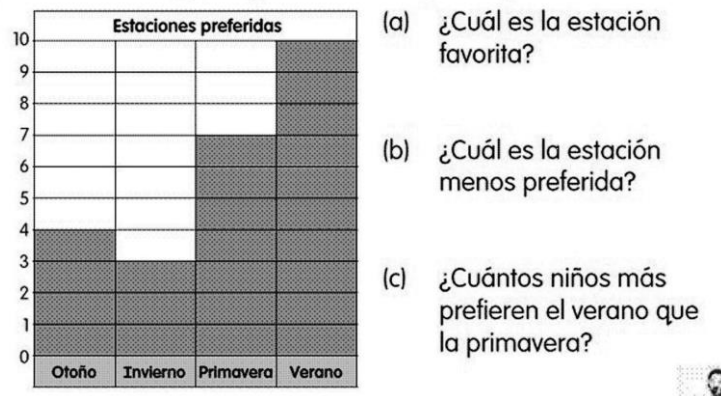 Estaciones preferidas
10
9
8
7
6
5
4
3
2
1
0
Otoño Invierno Primavera Verano
(a) ¿Cuál es la estación
favorita?
(b) ¿Cuál es la estación
menos preferida?
(c) ¿Cuántos niños más
prefieren el verano que
la primavera?